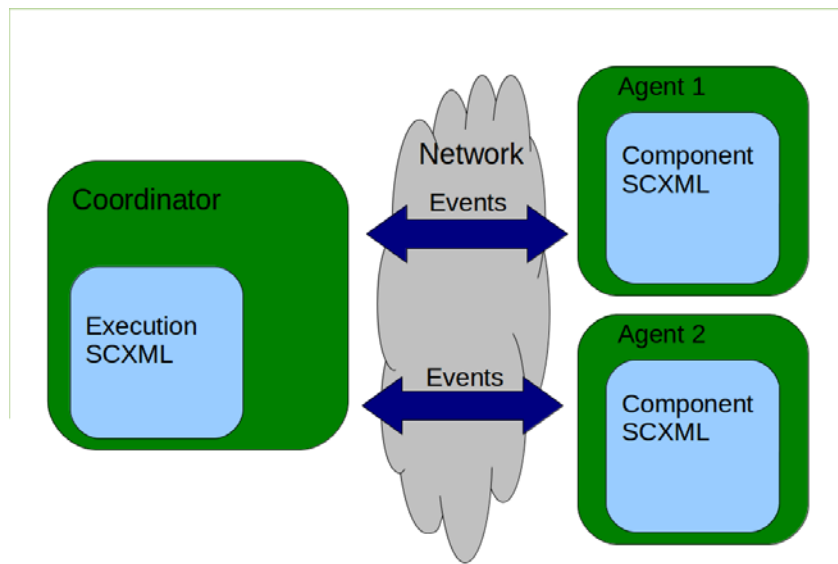 Coordinator
Execution
SCXML
Network
Events
Events
Agent 1
Component
SCXML
Agent 2
Component
SCXML